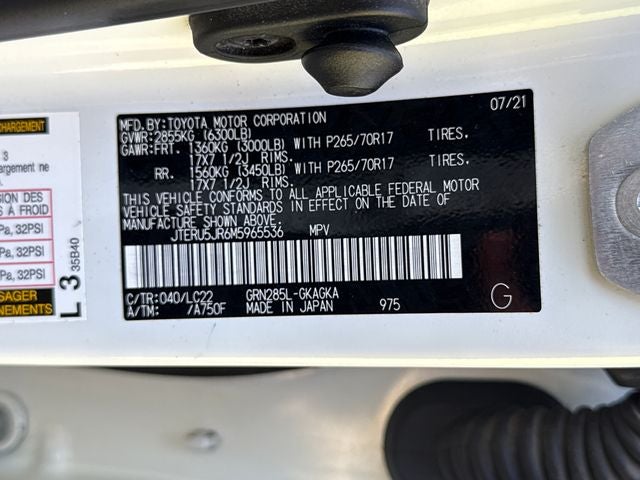 MFD.BY:TOYOTA MOTOR CORPORATION 07/21
GVWR:2855KG (6300LB)
GAWR:FRT. 1360KG (3000LB) WITH P265/70R17 TIRES.
17X7 1/2J RIMS.
RR. 1560KG (3450LB) WITH P265/70R17 TIRES.
17X7 1/2J RIMS.
THIS VEHICLE CONFORMS TO ALL APPLICABLE FEDERAL MOTOR
VEHICLE SAFETY STANDARDS IN EFFECT ON THE DATE OF
MANUFACTURE SHOWN ABOVE.
JTERU5JR6M5965536 MPV
C/TR:040/LC22 GRN285L-GKAGKA
A/TM: /A750F MADE IN JAPAN 975
G
CHARGEMENT
3
hargement ne
SION DES
S À FROID
Pa, 32PSI
Pa, 32PSI
Pa, 32PSI
SAGER
NEMENTS
L 3 35B40